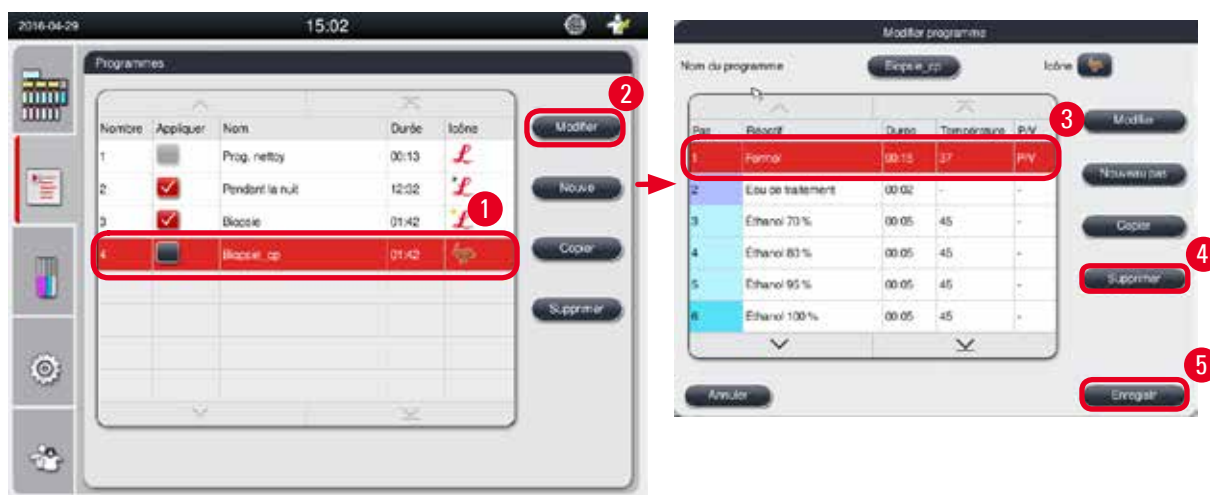 2016-04-29 15:02
Programmes
Nombre Appliquer Nom Durée Icône
1 Prog. nettoy 00:13
2 Pendant la nuit 12:02
3 Biopsie 01:42
4 Biopsie_cp 01:42
Modifier
Nouve
Copier
Supprimer
1
2
Modifier programme
Nom du programme Biopsie_cp Icône
Pas Réactif Durée Température P/V
1 Formol 00:15 37 P/V
2 Eau de traitement 00:02 - -
3 Éthanol 70 % 00:05 45 -
4 Éthanol 80 % 00:05 45 -
5 Éthanol 95 % 00:05 45 -
6 Éthanol 100 % 00:05 45 -
Modifier
Nouveau pas
Copier
Supprimer
Annuler
Enregistr
3
4
5